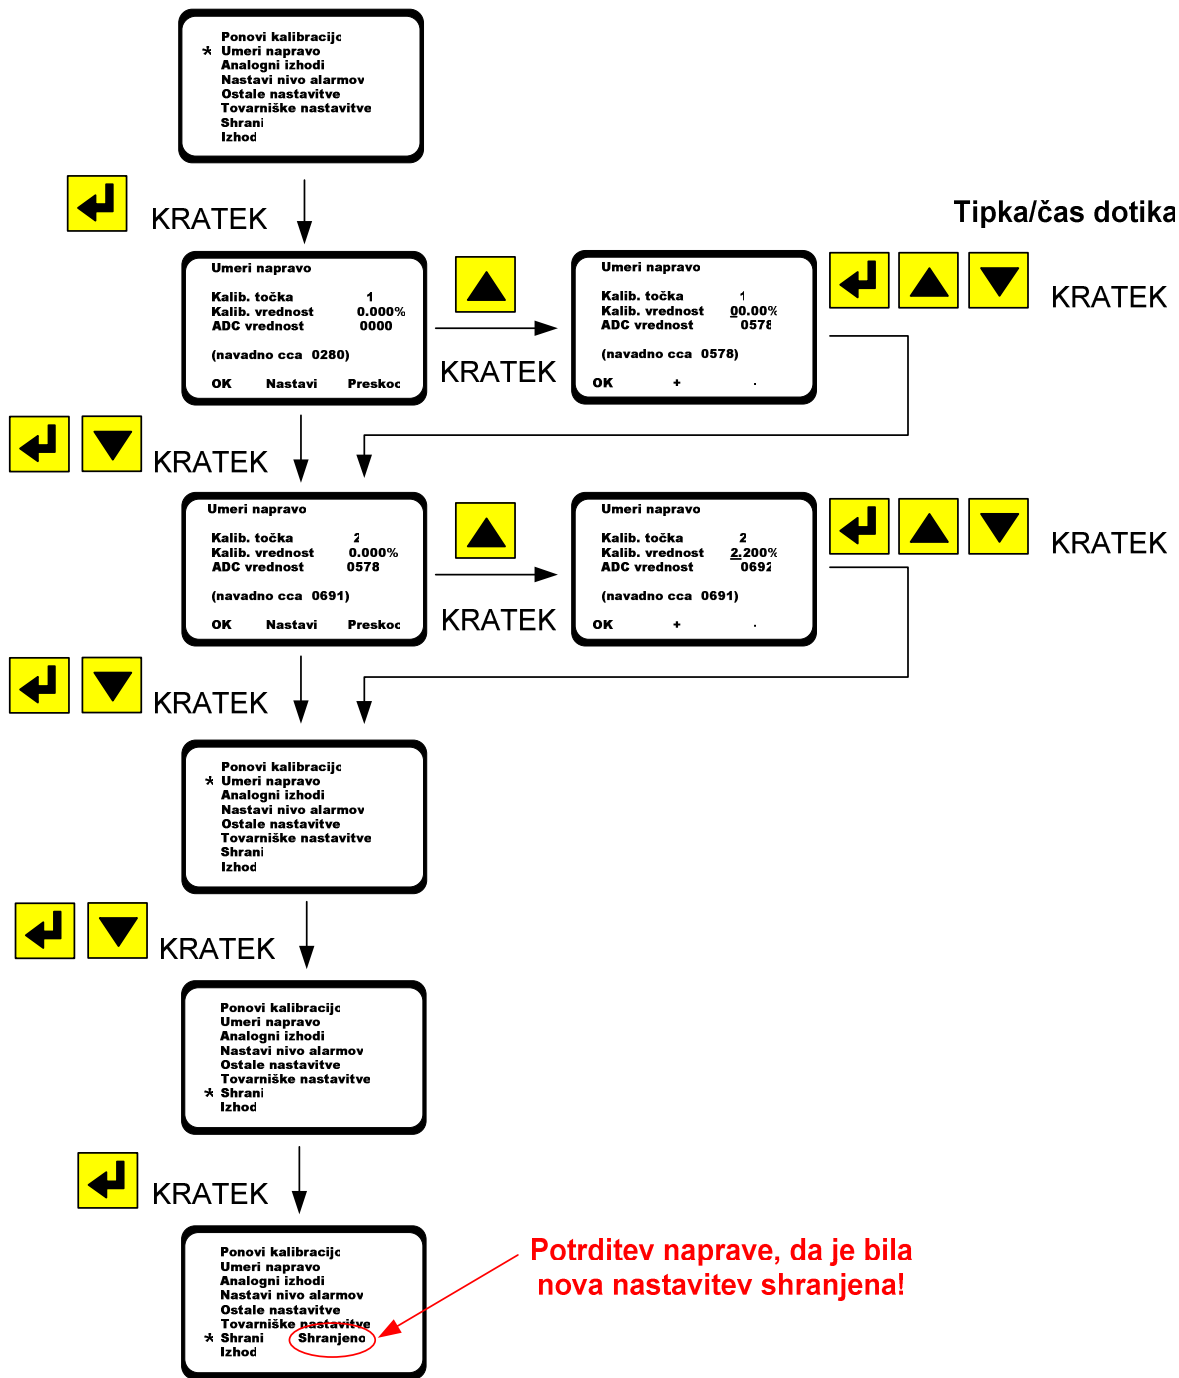 Ponovi kalibracijo
* Umeri napravo
Analogni izhodi
Nastavi nivo alarmov
Ostale nastavitve
Tovarniške nastavitve
Shrani
Izhod
KRATEK
Tipka/čas dotika
Umeri napravo
Kalib. točka 1
Kalib. vrednost 0.000%
ADC vrednost 0000
(navadno cca 0280)
OK Nastavi Preskoc
KRATEK
Umeri napravo
Kalib. točka 1
Kalib. vrednost 00.00%
ADC vrednost 0578
(navadno cca 0578)
OK + -
KRATEK
KRATEK
Umeri napravo
Kalib. točka 2
Kalib. vrednost 0.000%
ADC vrednost 0578
(navadno cca 0691)
OK Nastavi Preskoc
KRATEK
Umeri napravo
Kalib. točka 2
Kalib. vrednost 2.200%
ADC vrednost 0692
(navadno cca 0691)
OK + -
KRATEK
KRATEK
Ponovi kalibracijo
* Umeri napravo
Analogni izhodi
Nastavi nivo alarmov
Ostale nastavitve
Tovarniške nastavitve
Shrani
Izhod
KRATEK
Ponovi kalibracijo
Umeri napravo
Analogni izhodi
Nastavi nivo alarmov
Ostale nastavitve
Tovarniške nastavitve
* Shrani
Izhod
KRATEK
Ponovi kalibracijo
Umeri napravo
Analogni izhodi
Nastavi nivo alarmov
Ostale nastavitve
Tovarniške nastavitve
* Shrani Shranjeno
Izhod
Potrditev naprave, da je bila
nova nastavitev shranjena!